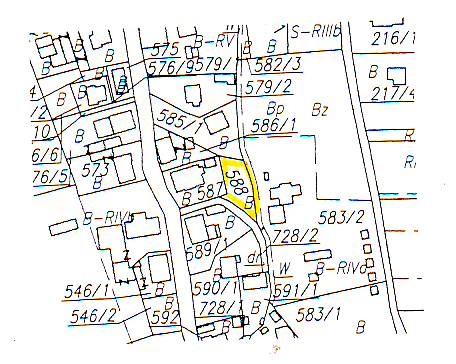 S-RIIIb
B-RV
B
B
216/1
575
576/9
579/
582/3
B
B
579/2
B
217/4
B
B
Bp
Bz
/2
585/1
586/1
10
B
B
R
6/6
76/5
573
B
B
587
588
B
B
B-RIVb
B
583/2
689/1
728/2
dr
B
W
B-RIVa
546/1
B
590/1
591/1
546/2
592
728/1
B
583/1
B
B